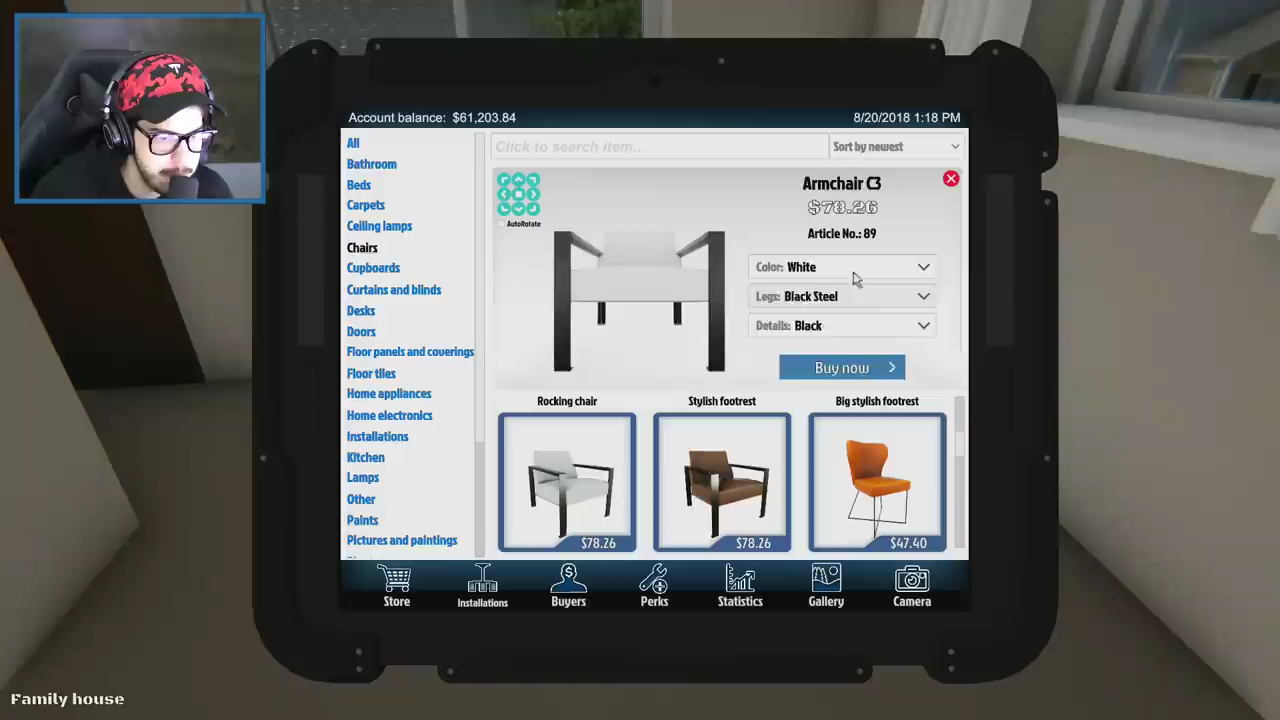 Account balance: $61,203.84
8/20/2018 1:18 PM
All
Bathroom
Beds
Carpets
Ceiling lamps
Chairs
Cupboards
Curtains and blinds
Desks
Doors
Floor panels and coverings
Floor tiles
Home appliances
Home electronics
Installations
Kitchen
Lamps
Other
Paints
Pictures and paintings
Click to search item...
Sort by newest
AutoRotate
Armchair C3
$78.26
Article No.: 89
Color: White
Legs: Black Steel
Details: Black
Buy now
Rocking chair
Stylish footrest
Big stylish footrest
$78.26
$78.26
$47.40
Store
Installations
Buyers
Perks
Statistics
Gallery
Camera
Family house